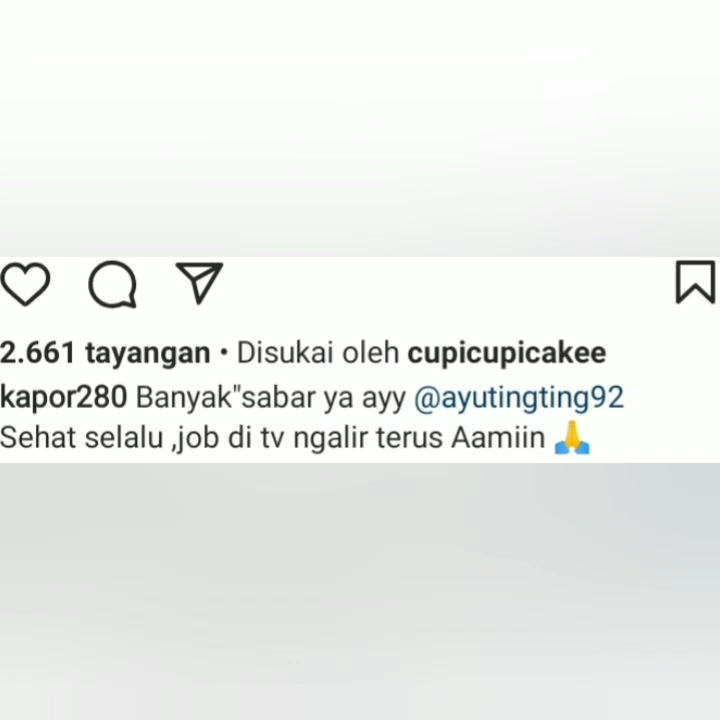 2.661 tayangan • Disukai oleh cupicupicakee
kapor280 Banyak"sabar ya ayy @ayutingting92
Sehat selalu ,job di tv ngalir terus Aamiin 🙏